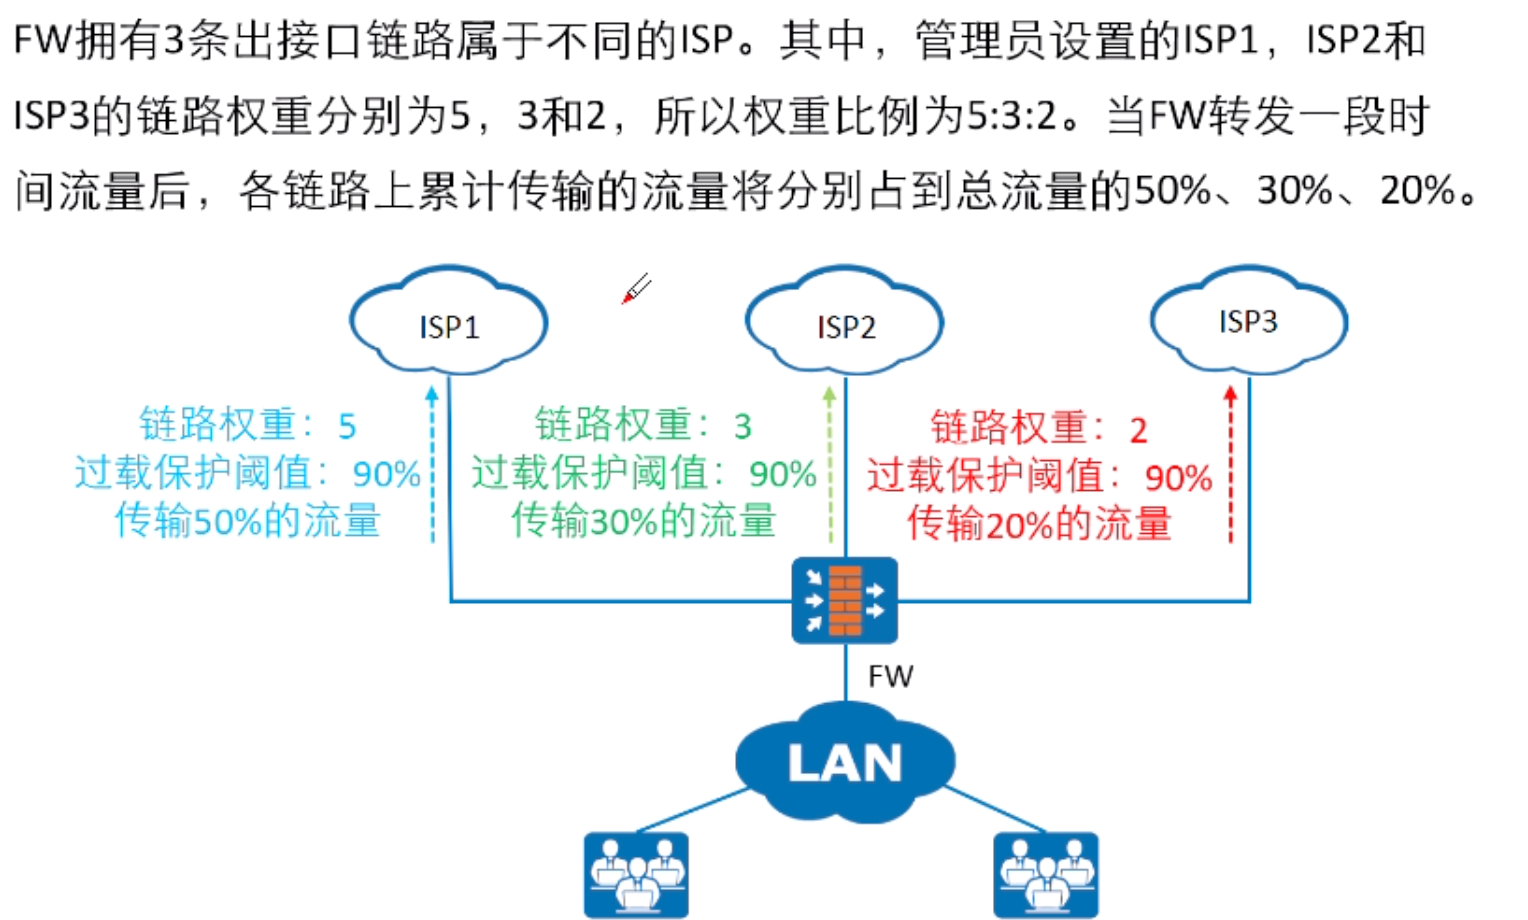 FW拥有3条出接口链路属于不同的ISP。其中，管理员设置的ISP1，ISP2和
ISP3的链路权重分别为5，3和2，所以权重比例为5:3:2。当FW转发一段时
间流量后，各链路上累计传输的流量将分别占到总流量的50%、30%、20%。
ISP1
ISP2
ISP3
链路权重：5
过载保护阈值：90%
传输50%的流量
链路权重：3
过载保护阈值：90%
传输30%的流量
链路权重：2
过载保护阈值：90%
传输20%的流量
FW
LAN